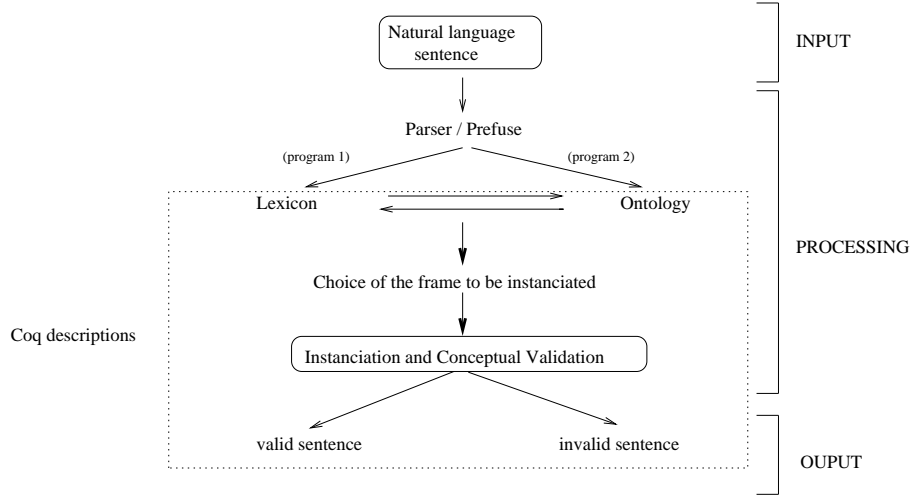 Natural language
sentence
INPUT
Parser / Prefuse
(program 1)
(program 2)
Lexicon
Ontology
PROCESSING
Choice of the frame to be instanciated
Coq descriptions
Instanciation and Conceptual Validation
valid sentence
invalid sentence
OUPUT